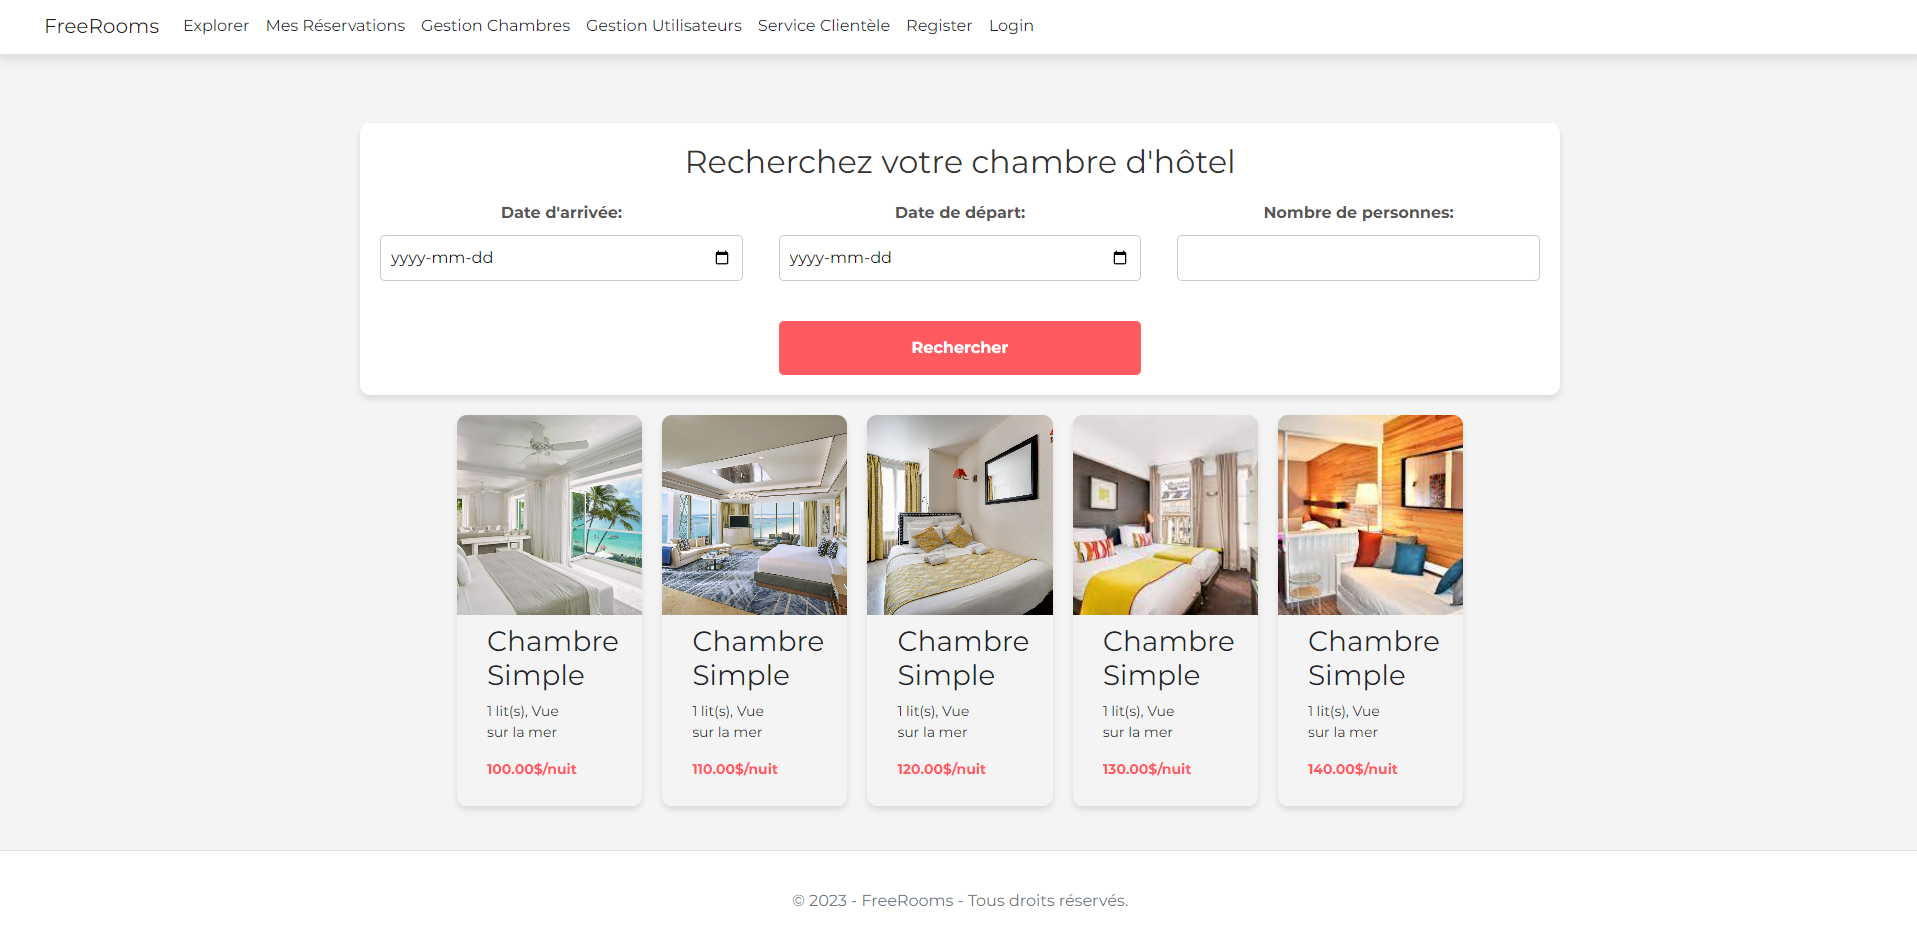 FreeRooms Explorer Mes Réservations Gestion Chambres Gestion Utilisateurs Service Clientèle Register Login
Recherchez votre chambre d'hôtel
Date d'arrivée: Date de départ: Nombre de personnes:
yyyy-mm-dd yyyy-mm-dd
Rechercher
Chambre
Simple
1 lit(s), Vue
sur la mer
100.00$/nuit
Chambre
Simple
1 lit(s), Vue
sur la mer
110.00$/nuit
Chambre
Simple
1 lit(s), Vue
sur la mer
120.00$/nuit
Chambre
Simple
1 lit(s), Vue
sur la mer
130.00$/nuit
Chambre
Simple
1 lit(s), Vue
sur la mer
140.00$/nuit
© 2023 - FreeRooms - Tous droits réservés.